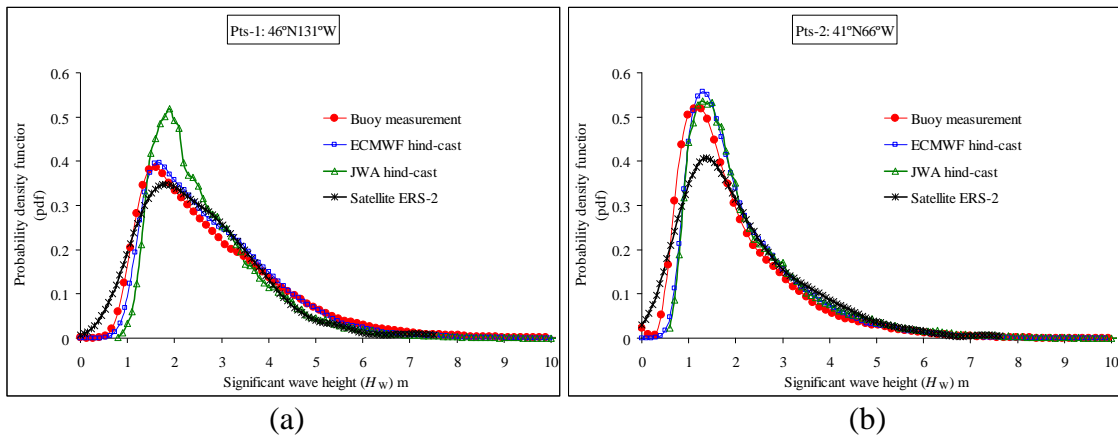 Pts-1: 46ºN131ºW
0.6
0.5
0.4
0.3
0.2
0.1
0
Probability density function
(pdf)
Buoy measurement
ECMWF hind-cast
JWA hind-cast
Satellite ERS-2
0 1 2 3 4 5 6 7 8 9 10
Significant wave height (HW) m
(a)
Pts-2: 41ºN66ºW
0.6
0.5
0.4
0.3
0.2
0.1
0
Probability density function
(pdf)
Buoy measurement
ECMWF hind-cast
JWA hind-cast
Satellite ERS-2
0 1 2 3 4 5 6 7 8 9 10
Significant wave height (HW) m
(b)